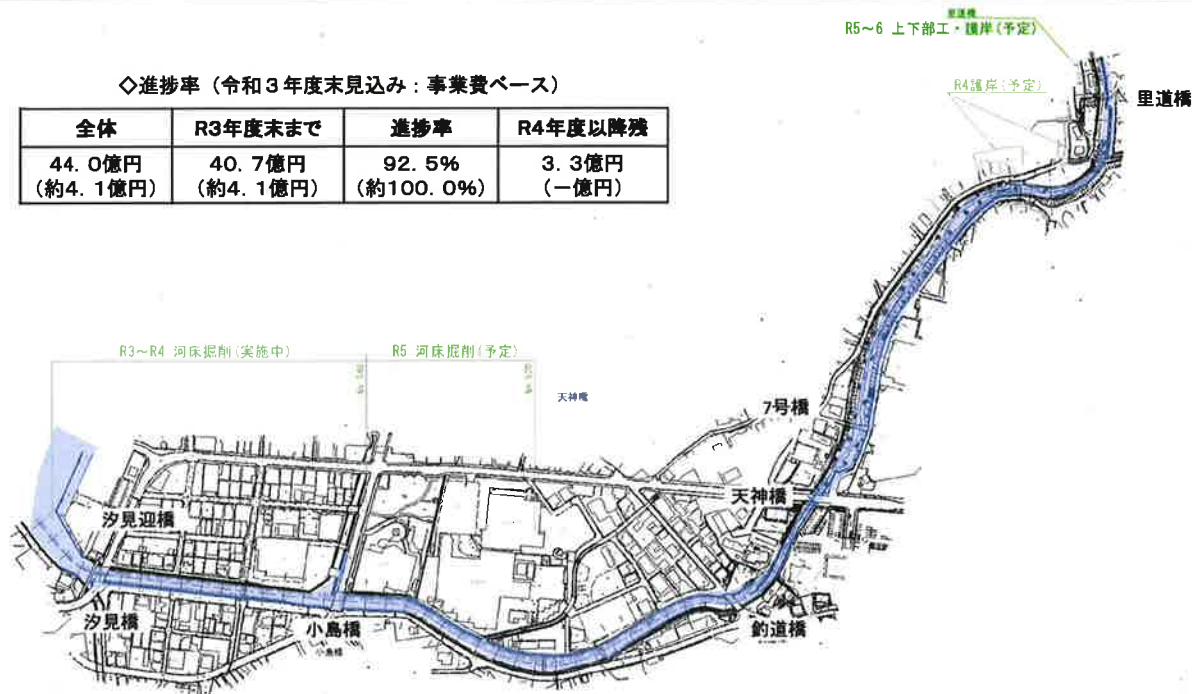 里道橋
R5～6 上下部工・護岸(予定)
◇進捗率（令和３年度末見込み：事業費ベース）
R4護岸(予定)
里道橋
全体 R3年度末まで 進捗率 R4年度以降残
44.0億円 40.7億円 92.5% 3.3億円
(約4.1億円) (約4.1億円) (約100.0%) (－億円)
R3～R4 河床掘削(実施中)
R5 河床掘削(予定)
7号橋
天神橋
汐見迎橋
汐見橋
小島橋
小島橋
釣道橋